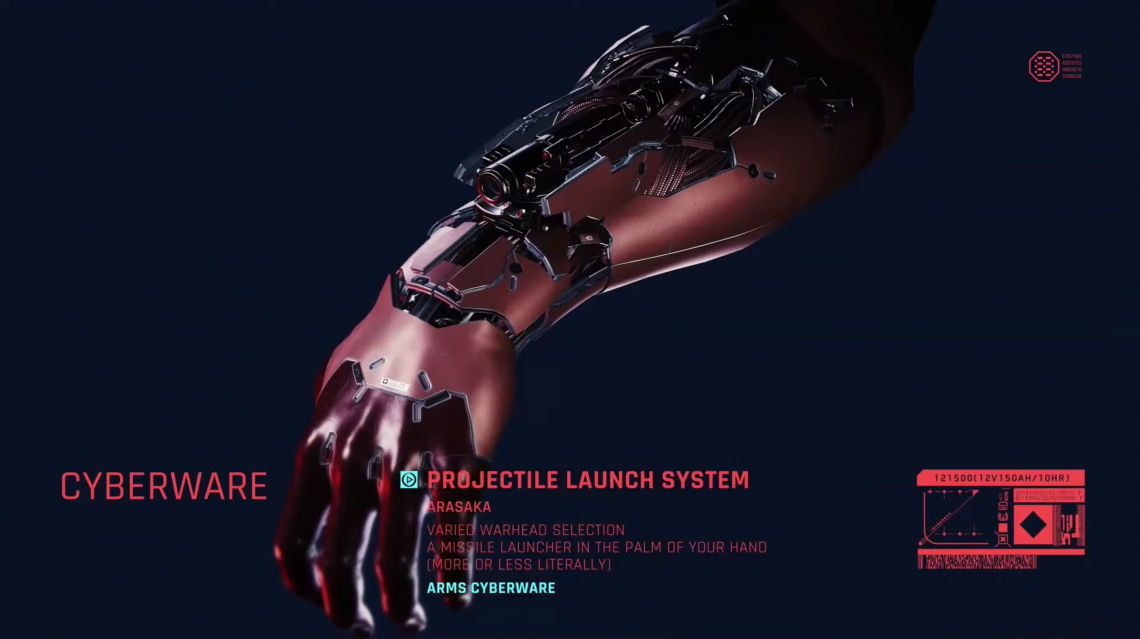 CYBERWARE
PROJECTILE LAUNCH SYSTEM
ARASAKA
VARIED WARHEAD SELECTION
A MISSILE LAUNCHER IN THE PALM OF YOUR HAND
(MORE OR LESS LITERALLY)
ARMS CYBERWARE
121500(12V150AH/10HR)